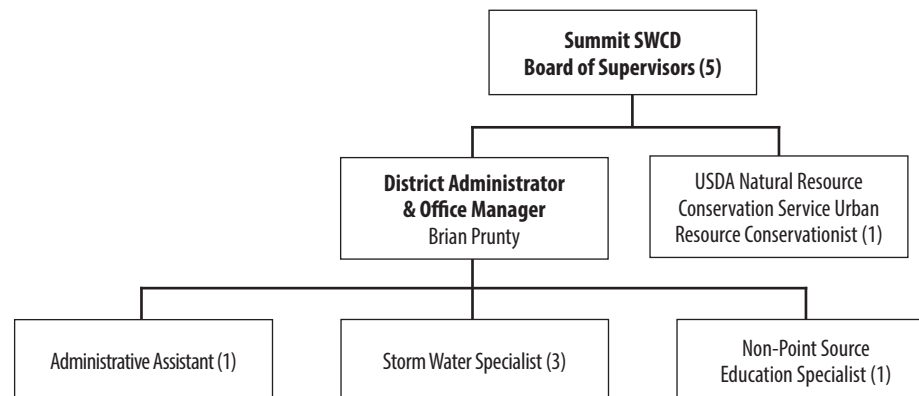 Summit SWCD
Board of Supervisors (5)
District Administrator
& Office Manager
Brian Prunty
USDA Natural Resource
Conservation Service Urban
Resource Conservationist (1)
Administrative Assistant (1)
Storm Water Specialist (3)
Non-Point Source
Education Specialist (1)